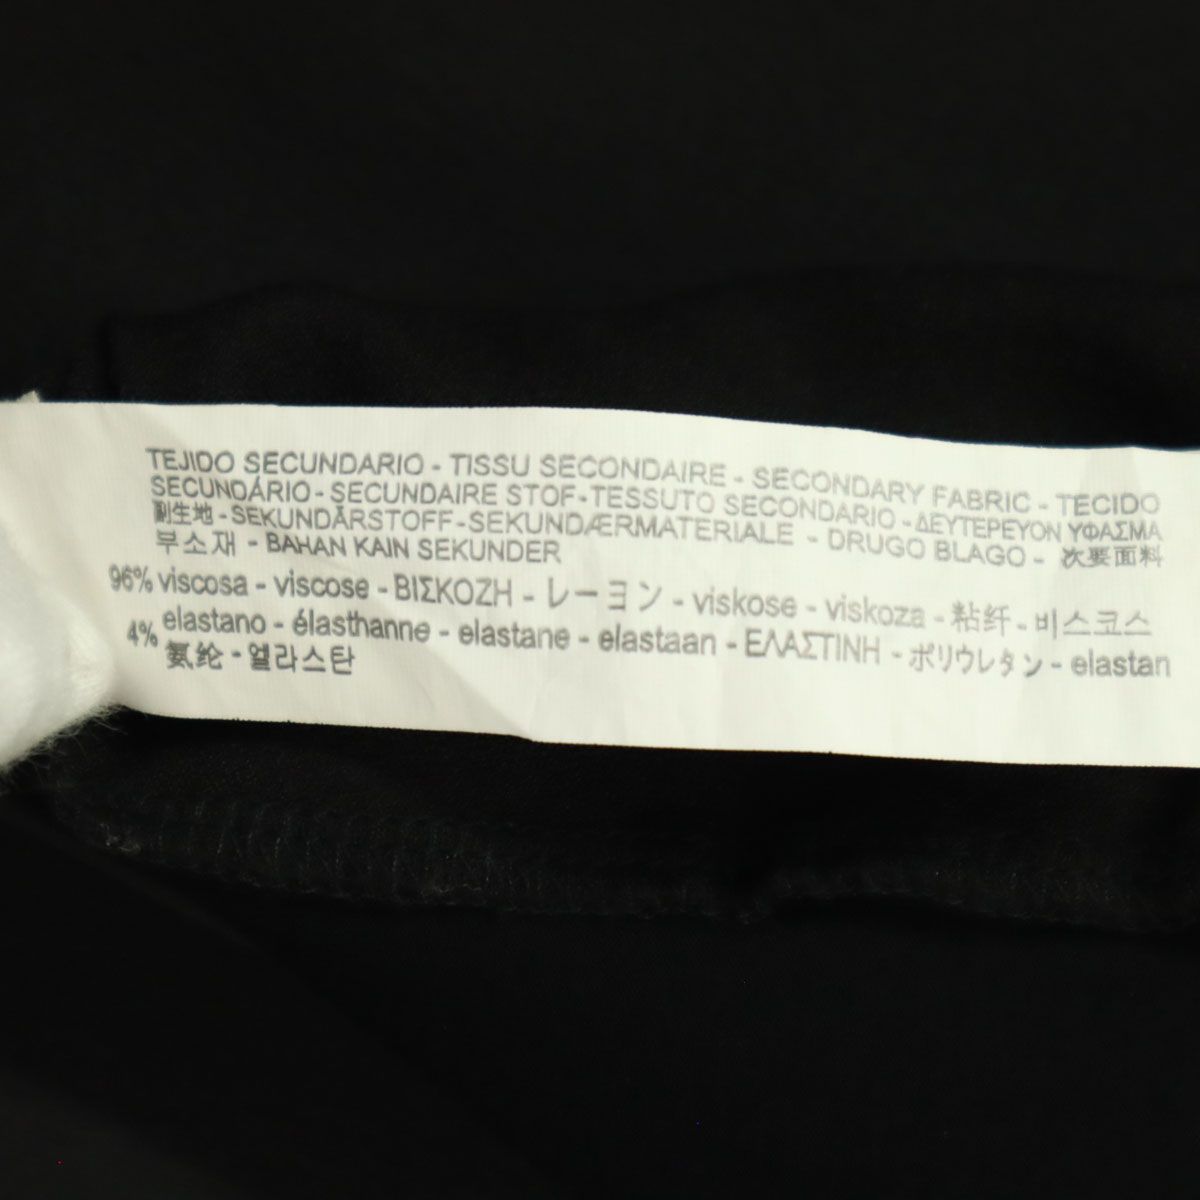 TEJIDO SECUNDARIO - TISSU SECONDAIRE - SECONDARY FABRIC - TECIDO
SECUNDÁRIO - SECUNDAIRE STOF - TESSUTO SECONDARIO - ΔΕΥΤΕΡΕΥΟΝ ΥΦΑΣΜΑ
副生地 - SEKUNDÄRSTOFF - SEKUNDÆRMATERIALE - DRUGO BLAGO - 次要面料
부소재 - BAHAN KAIN SEKUNDER
96% viscosa - viscose - ΒΙΣΚΟΖΗ - レーヨン - viskose - viskoza - 粘纤 - 비스코스
4% elastano - élasthanne - elastane - elastaan - ΕΛΑΣΤΙΝΗ - ポリウレタン - elastan
氨纶 - 엘라스탄